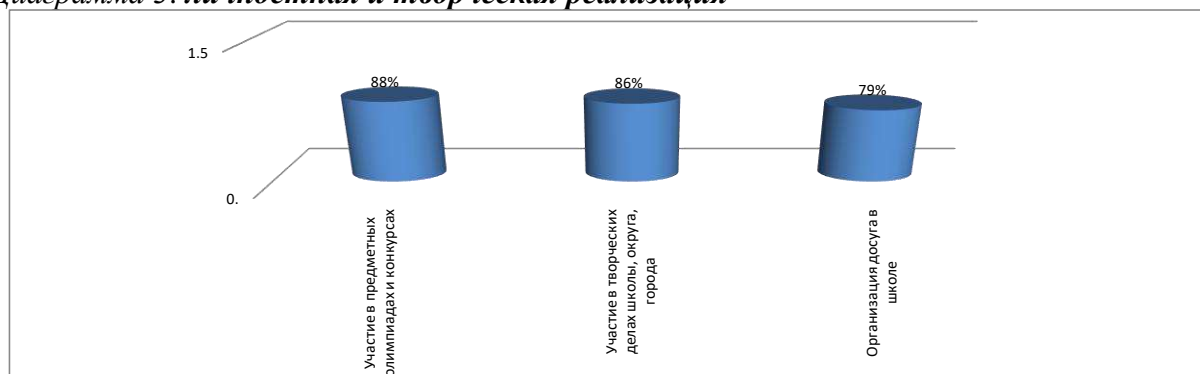 Диаграмма 3. Личностная и творческая реализация
1.5
88%
86%
79%
0.
Участие в предметных
олимпиадах и конкурсах
Участие в творческих
делах школы, округа,
города
Организация досуга в
школе